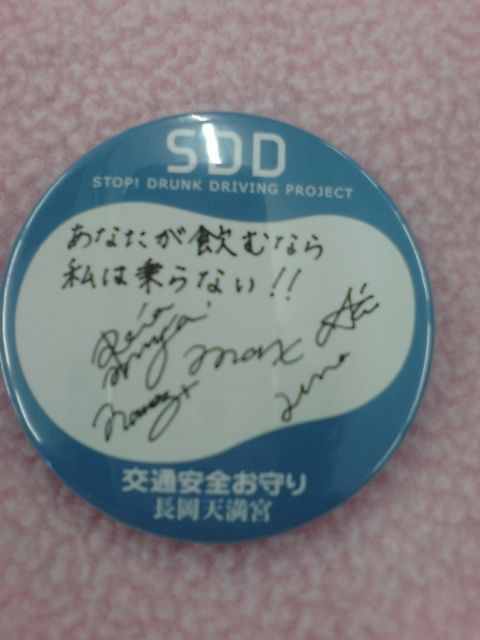 SDD
STOP! DRUNK DRIVING PROJECT
あなたが飲むなら
私は乗らない!!
max
交通安全お守り
長岡天満宮